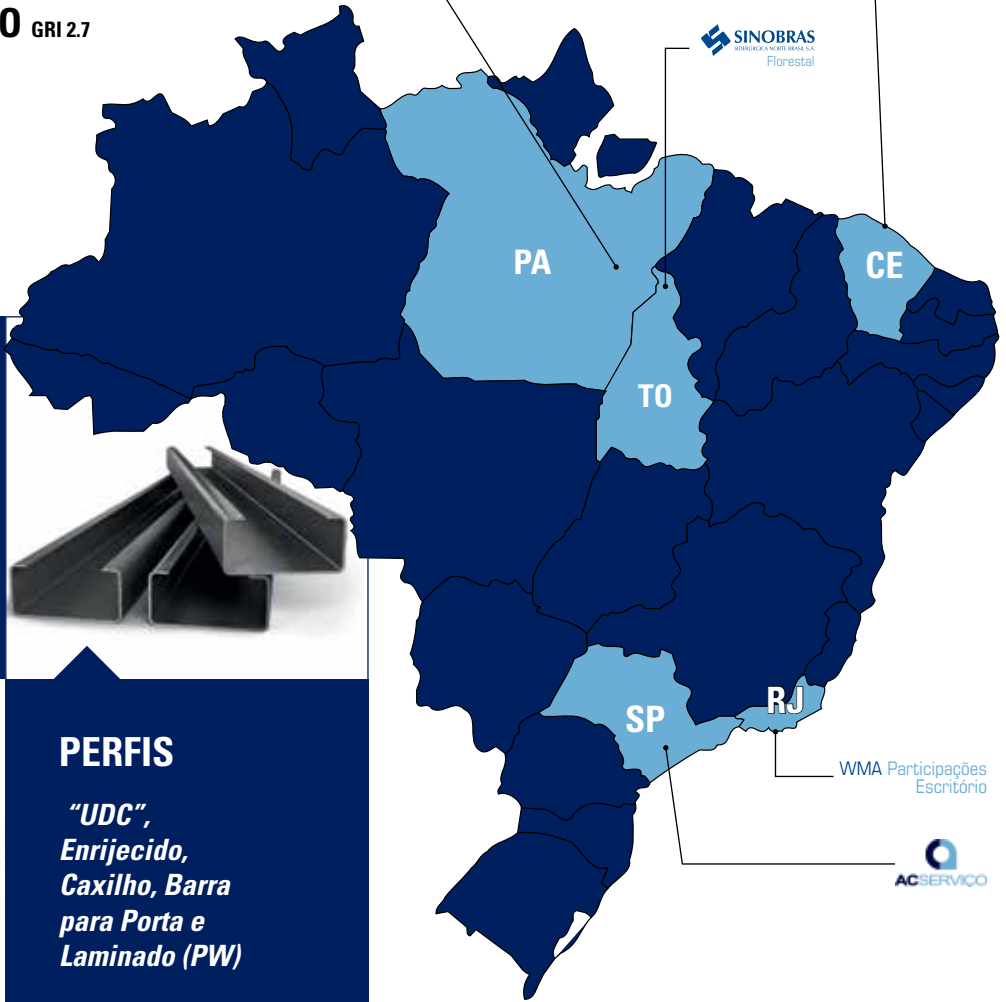 0 GRI 2.7
SINOBRAS
SIDERÚRGICA NORTE BRASIL S.A.
Florestal
PA
CE
TO
SP
RJ
WMA Participações
Escritório
ACSERVIÇO
PERFIS
“UDC”,
Enrijecido,
Caxilho, Barra
para Porta e
Laminado (PW)